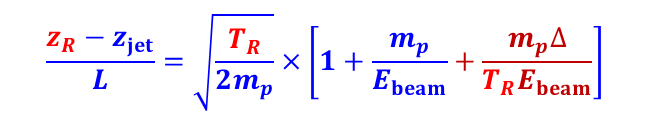 (z_R − z_jet)/L = √(T_R/(2m_p)) × [1 + m_p/E_beam + m_pΔ/(T_R E_beam)]